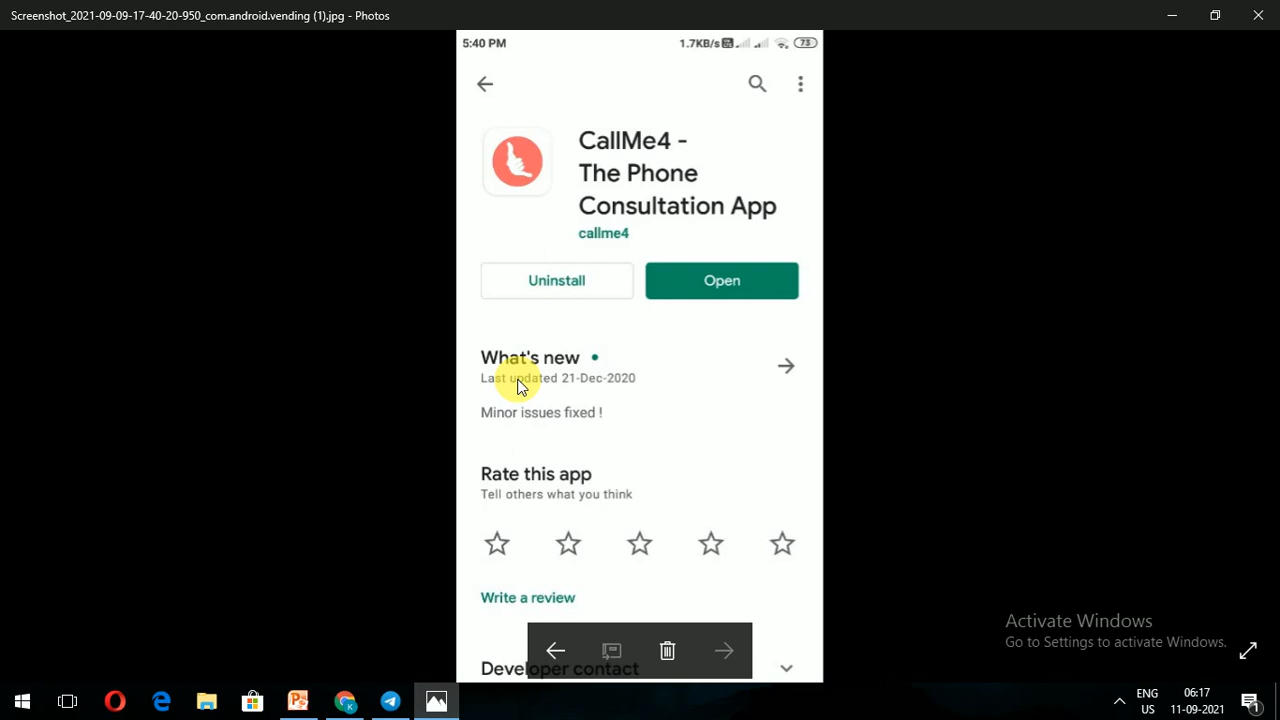 Screenshot_2021-09-09-17-40-20-950_com.android.vending (1).jpg - Photos
5:40 PM
1.7KB/s
73
CallMe4 -
The Phone
Consultation App
callme4
Uninstall
Open
What's new
Last updated 21-Dec-2020
Minor issues fixed !
Rate this app
Tell others what you think
Write a review
Developer contact
Activate Windows
Go to Settings to activate Windows.
ENG
US
06:17
11-09-2021
1